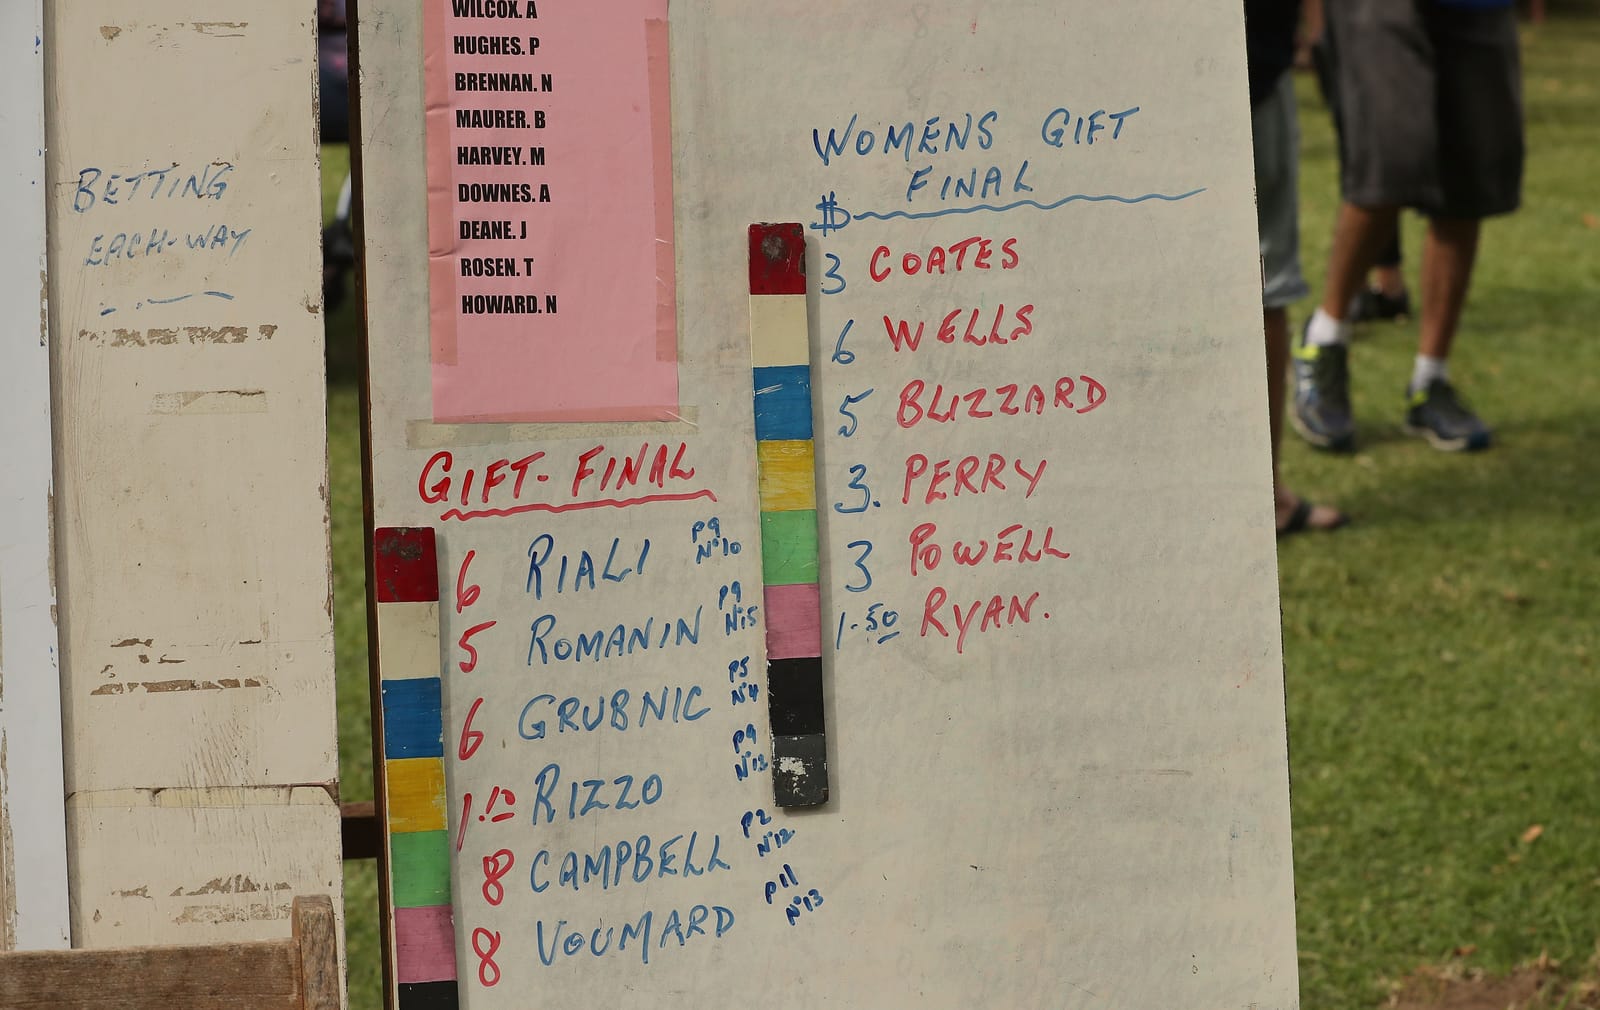 BETTING
EACH-WAY
WILCOX. A
HUGHES. P
BRENNAN. N
MAURER. B
HARVEY. M
DOWNES. A
DEANE. J
ROSEN. T
HOWARD. N
GIFT - FINAL
6 RIALI P9 No10
5 ROMANIN P9 No15
6 GRUBNIC P5 No4
1.10 RIZZO P9
8 CAMPBELL P2 No12
8 VOUMARD P11 No13
WOMENS GIFT
FINAL
$
3 COATES
6 WELLS
5 BLIZZARD
3. PERRY
3 POWELL
1-50 RYAN.